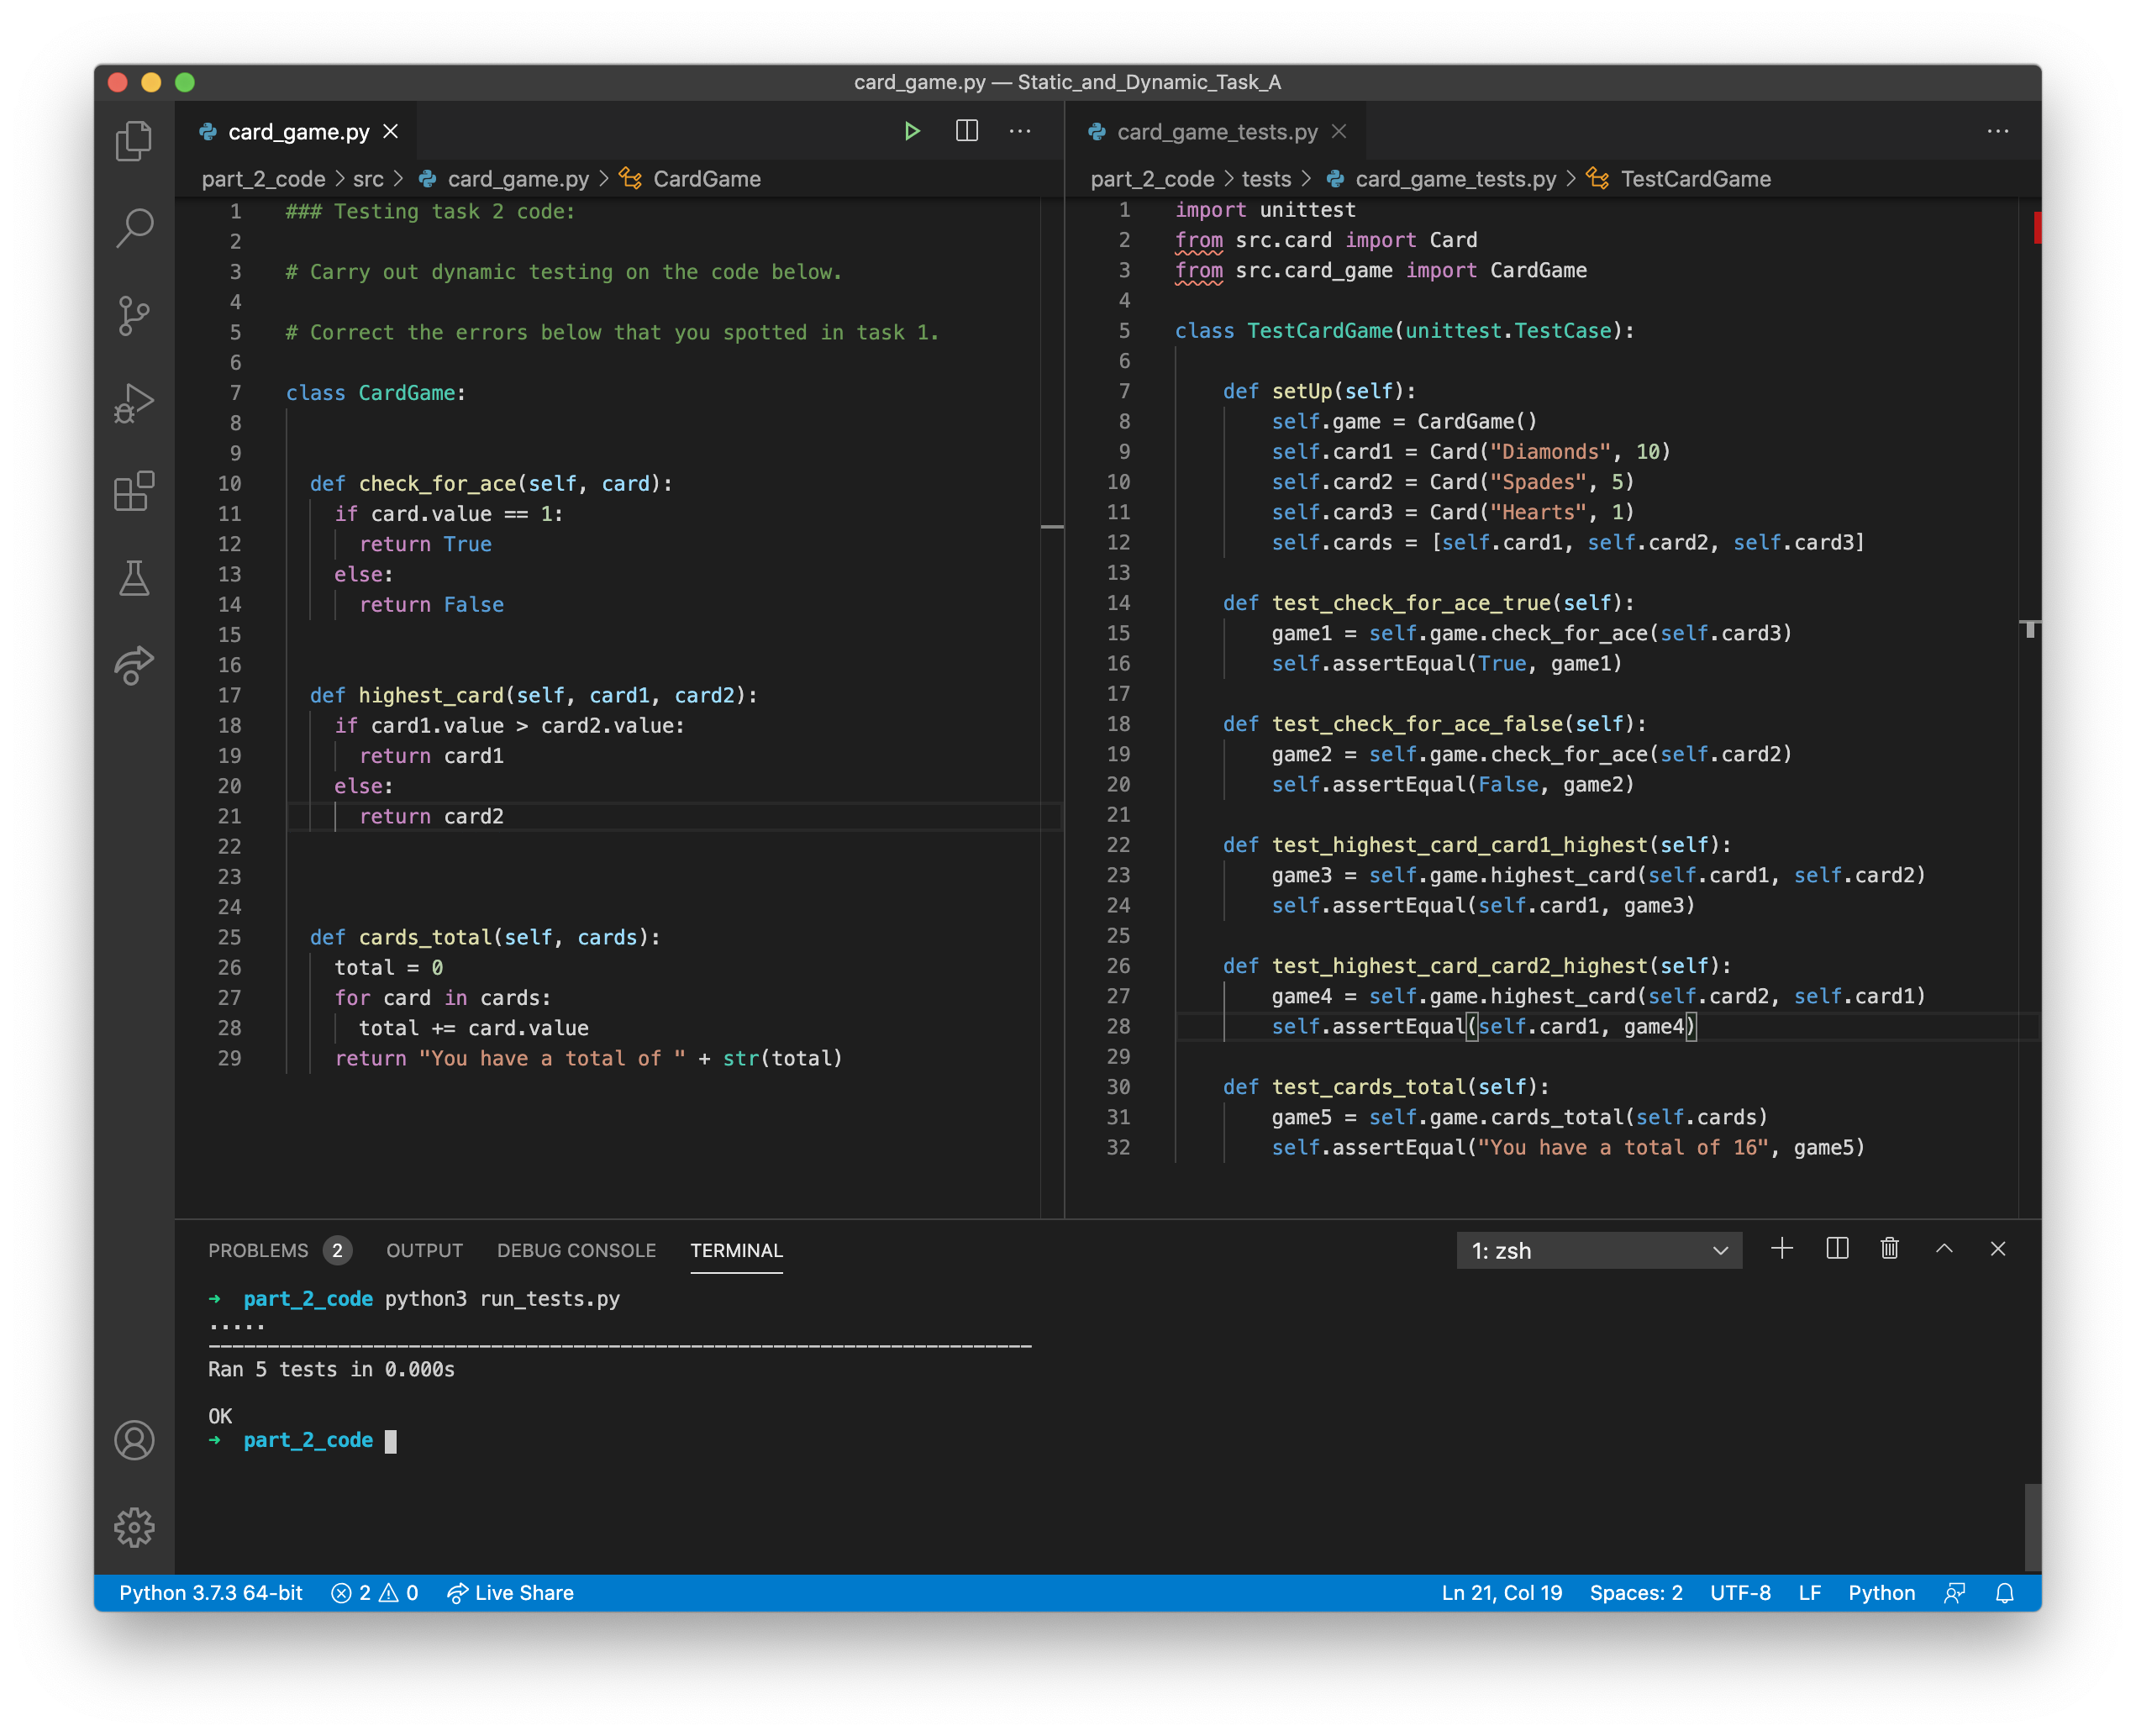 card_game.py — Static_and_Dynamic_Task_A
card_game.py
part_2_code > src > card_game.py > CardGame
1 ### Testing task 2 code:
2
3 # Carry out dynamic testing on the code below.
4
5 # Correct the errors below that you spotted in task 1.
6
7 class CardGame:
8
9
10 def check_for_ace(self, card):
11 if card.value == 1:
12 return True
13 else:
14 return False
15
16
17 def highest_card(self, card1, card2):
18 if card1.value > card2.value:
19 return card1
20 else:
21 return card2
22
23
24
25 def cards_total(self, cards):
26 total = 0
27 for card in cards:
28 total += card.value
29 return "You have a total of " + str(total)
card_game_tests.py
part_2_code > tests > card_game_tests.py > TestCardGame
1 import unittest
2 from src.card import Card
3 from src.card_game import CardGame
4
5 class TestCardGame(unittest.TestCase):
6
7 def setUp(self):
8 self.game = CardGame()
9 self.card1 = Card("Diamonds", 10)
10 self.card2 = Card("Spades", 5)
11 self.card3 = Card("Hearts", 1)
12 self.cards = [self.card1, self.card2, self.card3]
13
14 def test_check_for_ace_true(self):
15 game1 = self.game.check_for_ace(self.card3)
16 self.assertEqual(True, game1)
17
18 def test_check_for_ace_false(self):
19 game2 = self.game.check_for_ace(self.card2)
20 self.assertEqual(False, game2)
21
22 def test_highest_card_card1_highest(self):
23 game3 = self.game.highest_card(self.card1, self.card2)
24 self.assertEqual(self.card1, game3)
25
26 def test_highest_card_card2_highest(self):
27 game4 = self.game.highest_card(self.card2, self.card1)
28 self.assertEqual(self.card1, game4)
29
30 def test_cards_total(self):
31 game5 = self.game.cards_total(self.cards)
32 self.assertEqual("You have a total of 16", game5)
PROBLEMS 2 OUTPUT DEBUG CONSOLE TERMINAL 1: zsh
→ part_2_code python3 run_tests.py
.....
----------------------------------------------------------------------
Ran 5 tests in 0.000s
OK
→ part_2_code
Python 3.7.3 64-bit 2 0 Live Share Ln 21, Col 19 Spaces: 2 UTF-8 LF Python